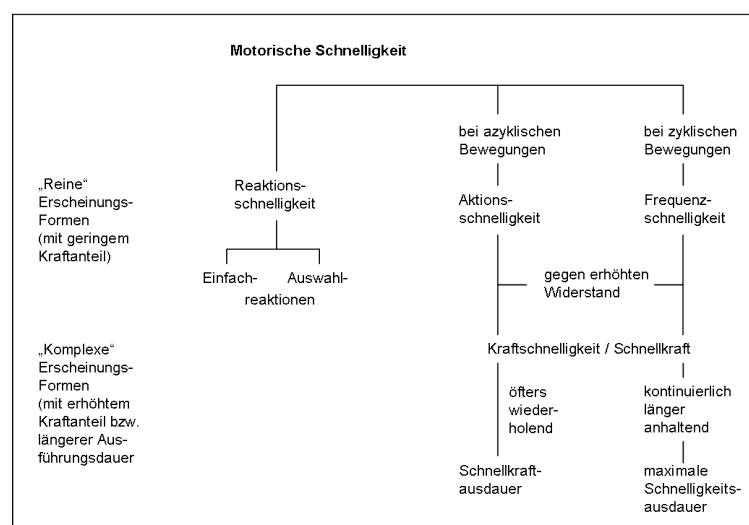 Motorische Schnelligkeit
bei azyklischen
Bewegungen
bei zyklischen
Bewegungen
„Reine“
Erscheinungs-
Formen
(mit geringem
Kraftanteil)
Reaktions-
schnelligkeit
Aktions-
schnelligkeit
Frequenz-
schnelligkeit
Einfach-
Auswahl-
reaktionen
gegen erhöhten
Widerstand
„Komplexe“
Erscheinungs-
Formen
(mit erhöhtem
Kraftanteil bzw.
längerer Aus-
führungsdauer
Kraftschnelligkeit / Schnellkraft
öfters
wieder-
holend
kontinuierlich
länger
anhaltend
Schnellkraft-
ausdauer
maximale
Schnelligkeits-
ausdauer